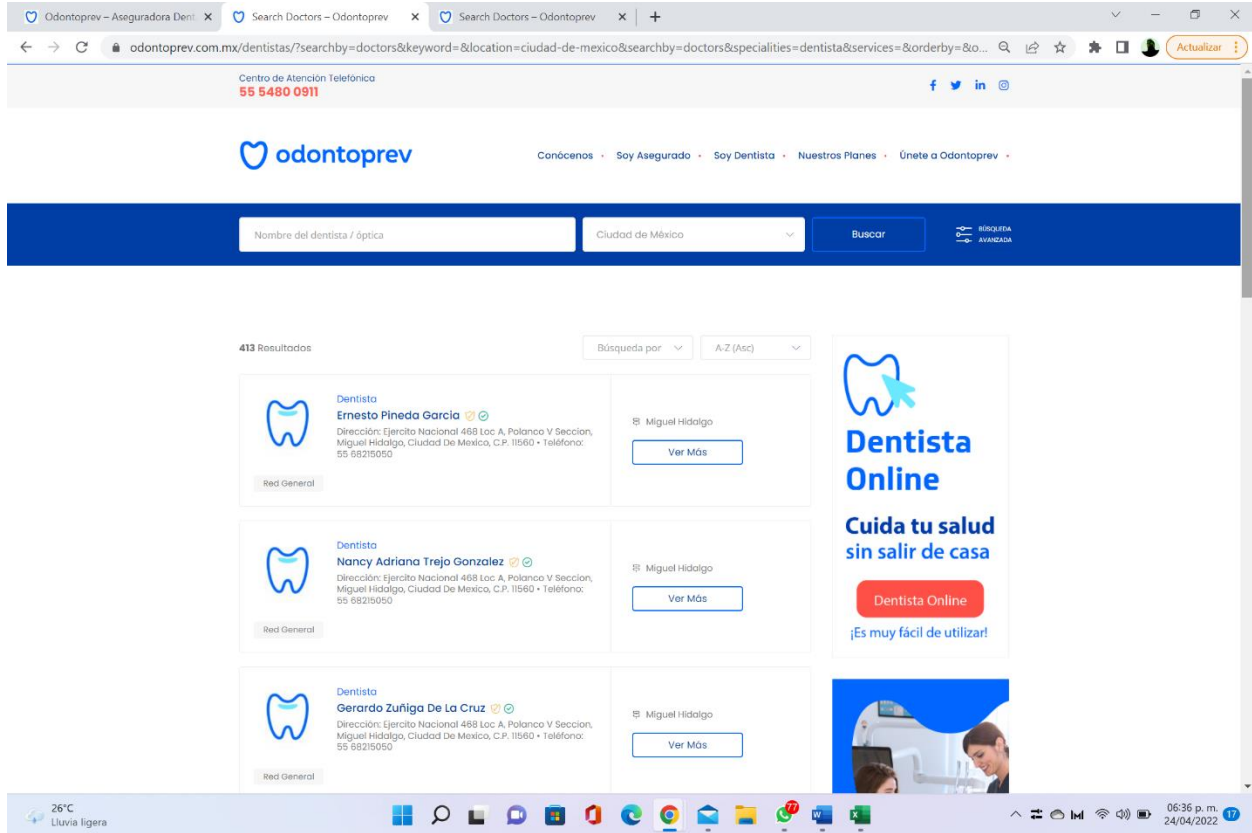 Odontoprev – Aseguradora Dent
Search Doctors – Odontoprev
Search Doctors – Odontoprev
odontoprev.com.mx/dentistas/?searchby=doctors&keyword=&location=ciudad-de-mexico&searchby=doctors&specialities=dentista&services=&orderby=&o...
Actualizar
Centro de Atención Telefónica
55 5480 0911
odontoprev
Conócenos
Soy Asegurado
Soy Dentista
Nuestros Planes
Únete a Odontoprev
Nombre del dentista / óptica
Ciudad de México
Buscar
BÚSQUEDA
AVANZADA
413 Resultados
Búsqueda por
A-Z (Asc)
Dentista
Ernesto Pineda Garcia
Dirección: Ejercito Nacional 468 Loc A, Polanco V Seccion,
Miguel Hidalgo, Ciudad De Mexico, C.P. 11560 • Teléfono:
55 68215050
Red General
Miguel Hidalgo
Ver Más
Dentista
Nancy Adriana Trejo Gonzalez
Dirección: Ejercito Nacional 468 Loc A, Polanco V Seccion,
Miguel Hidalgo, Ciudad De Mexico, C.P. 11560 • Teléfono:
55 68215050
Red General
Miguel Hidalgo
Ver Más
Dentista
Gerardo Zuñiga De La Cruz
Dirección: Ejercito Nacional 468 Loc A, Polanco V Seccion,
Miguel Hidalgo, Ciudad De Mexico, C.P. 11560 • Teléfono:
55 68215050
Red General
Miguel Hidalgo
Ver Más
Dentista
Online
Cuida tu salud
sin salir de casa
Dentista Online
¡Es muy fácil de utilizar!
26°C
Lluvia ligera
77
06:36 p. m.
24/04/2022
17